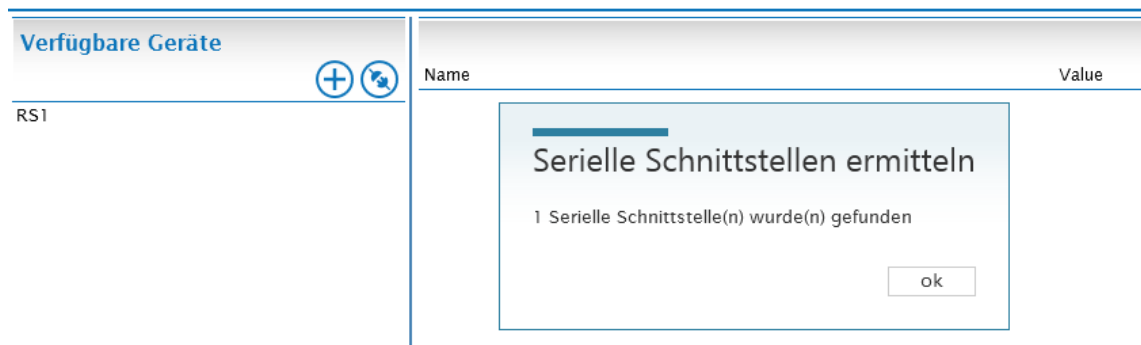 Verfügbare Geräte
Name
Value
RS1
Serielle Schnittstellen ermitteln
1 Serielle Schnittstelle(n) wurde(n) gefunden
ok